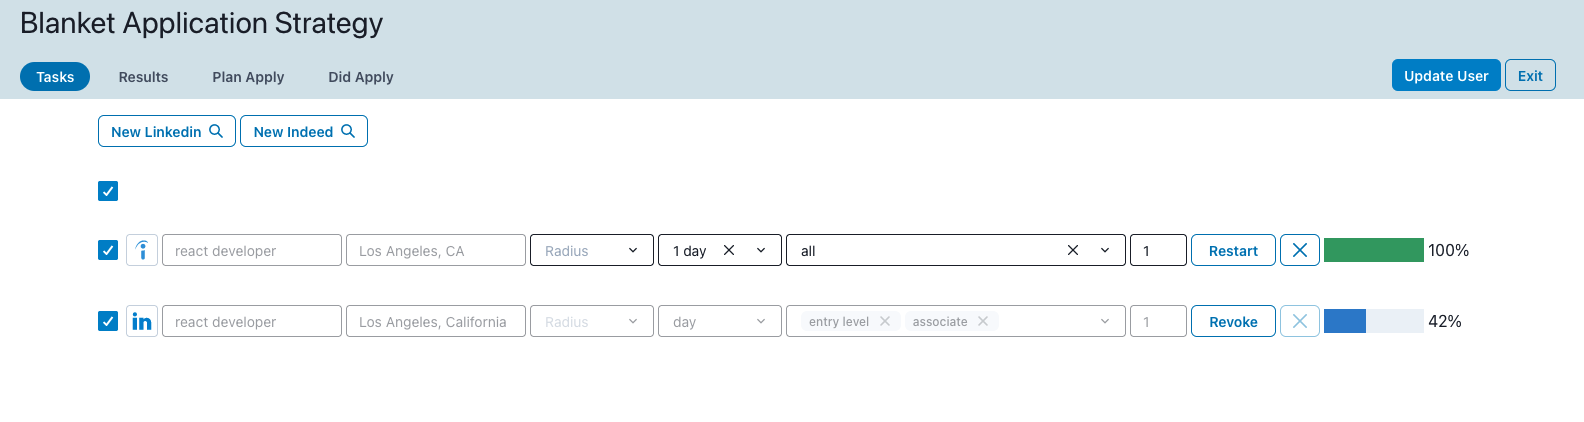 Blanket Application Strategy
Tasks Results Plan Apply Did Apply Update User Exit
New Linkedin New Indeed
react developer Los Angeles, CA Radius 1 day all 1 Restart 100%
in react developer Los Angeles, California Radius day entry level associate 1 Revoke 42%